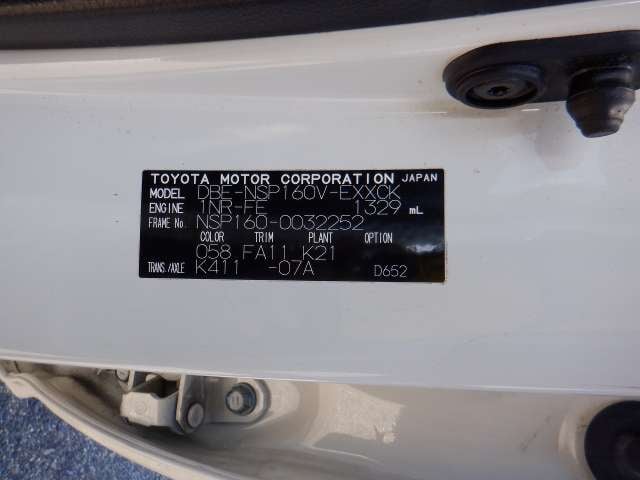 TOYOTA MOTOR CORPORATION JAPAN
MODEL DBE-NSP160V-EXXCK
ENGINE 1NR-FE 1329 mL
FRAME No. NSP160-0032252
COLOR TRIM PLANT OPTION
058 FA11 K21
TRANS./AXLE K411 -07A D652